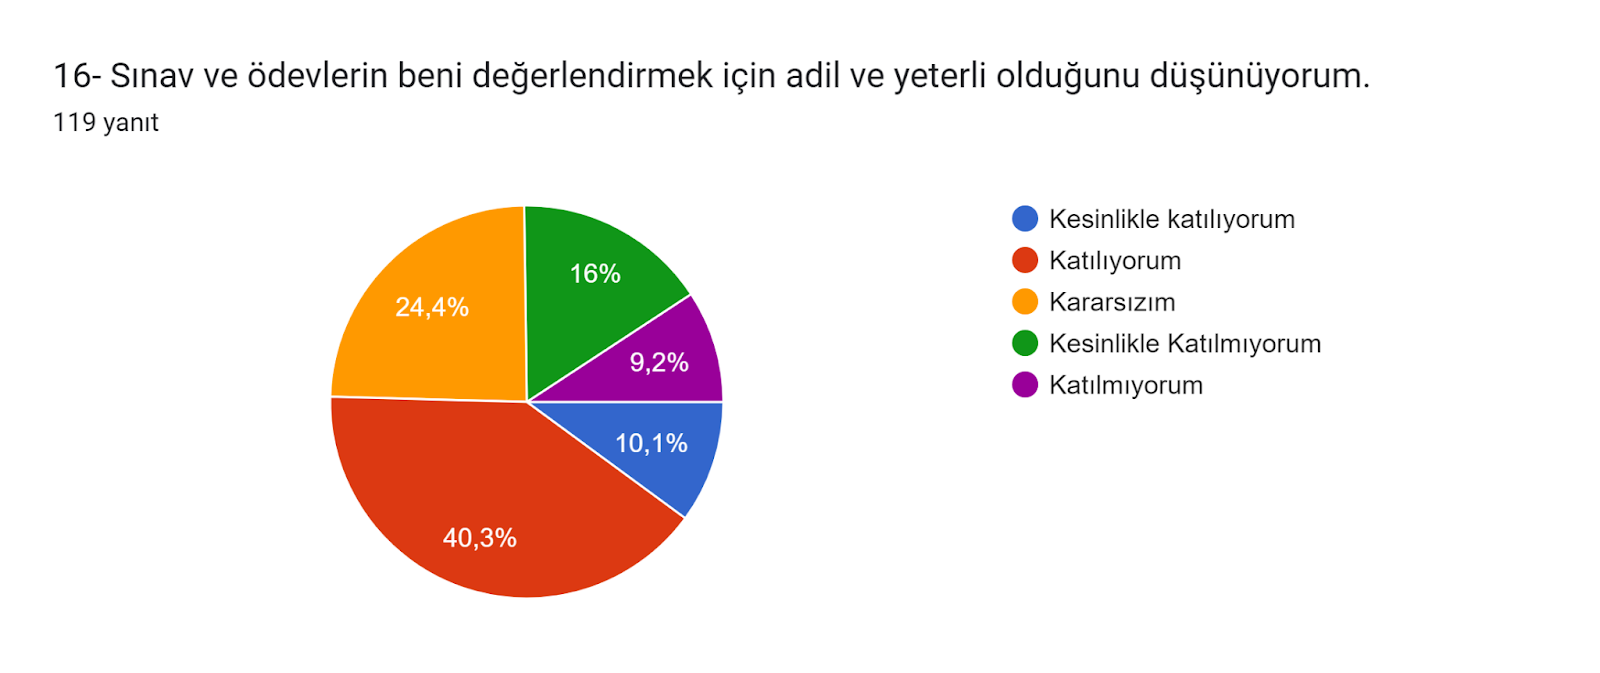 16- Sınav ve ödevlerin beni değerlendirmek için adil ve yeterli olduğunu düşünüyorum.
119 yanıt
Kesinlikle katılıyorum
Katılıyorum
Kararsızım
Kesinlikle Katılmıyorum
Katılmıyorum
16%
24,4%
9,2%
10,1%
40,3%